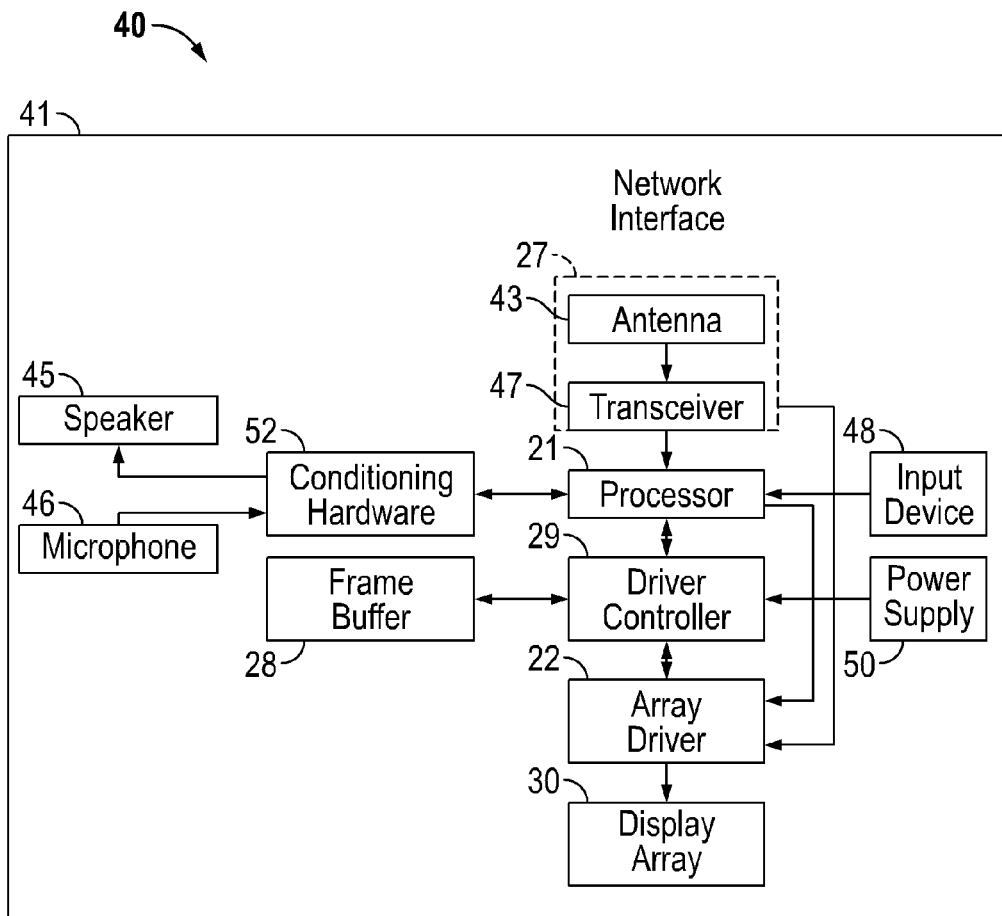 40
41
Network
Interface
27
43
Antenna
45
47
Speaker
Transceiver
52
21
48
Conditioning
Hardware
Processor
Input
Device
46
Microphone
29
Frame
Buffer
Driver
Controller
Power
Supply
28
22
50
Array
Driver
30
Display
Array